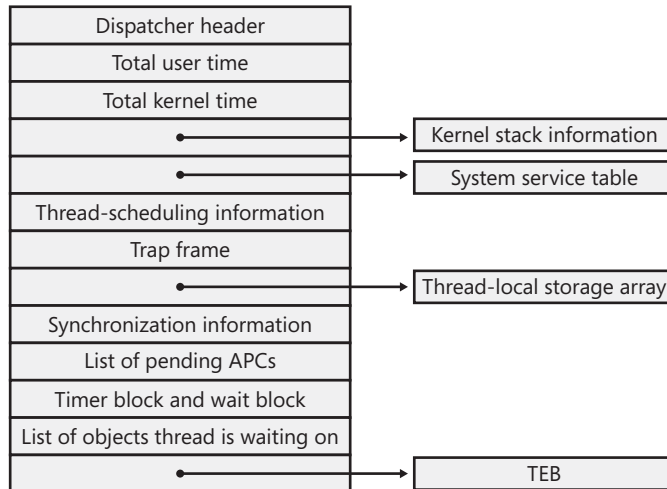 Dispatcher header
Total user time
Total kernel time
Kernel stack information
System service table
Thread-scheduling information
Trap frame
Thread-local storage array
Synchronization information
List of pending APCs
Timer block and wait block
List of objects thread is waiting on
TEB